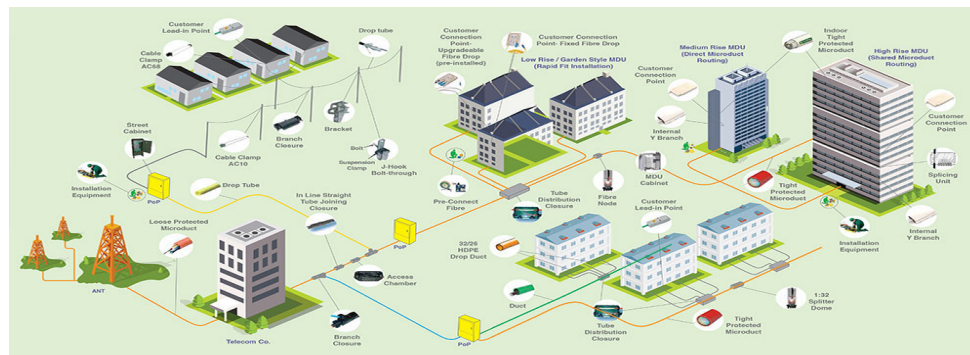 Customer
Lead-in Point
Cable
Clamp
AC68
Drop tube
Customer
Connection
Point-
Upgradeable
Fibre Drop
(pre-installed)
Customer Connection
Point- Fixed Fibre Drop
Low Rise / Garden Style MDU
(Rapid Fit Installation)
Medium Rise MDU
(Direct Microduct
Routing)
Indoor
Tight
Protected
Microduct
High Rise MDU
(Shared Microduct
Routing)
Customer
Connection
Point
Internal
Y Branch
Customer
Connection
Point
Street
Cabinet
Cable Clamp
AC10
Branch
Closure
Bracket
Bolt
Suspension
Clamp
J-Hook
Bolt-through
Installation
Equipment
PoP
Drop Tube
In Line Straight
Tube Joining
Closure
Pre-Connect
Fibre
Tube
Distribution
Closure
Fibre
Node
MDU
Cabinet
Tight
Protected
Microduct
Splicing
Unit
Internal
Y Branch
Installation
Equipment
Loose Protected
Microduct
PoP
32/26
HDPE
Drop Duct
Customer
Lead-in Point
ANT
Access
Chamber
Duct
1:32
Splitter
Dome
Telecom Co.
Branch
Closure
PoP
Tube
Distribution
Closure
Tight
Protected
Microduct